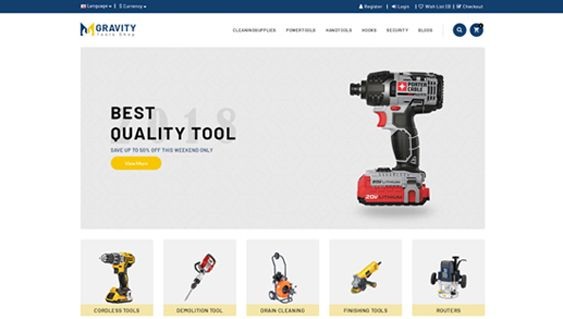 Language
$ Currency
Register
Login
Wish List (0)
Checkout
GRAVITY
Tools Shop
CLEANINGSUPPLIES
POWERTOOLS
HANDTOOLS
HOOKS
SECURITY
BLOGS
0
2018
BEST
QUALITY TOOL
SAVE UP TO 50% OFF THIS WEEKEND ONLY
View More
PORTER
CABLE
20V LITHIUM
CORDLESS TOOLS
DEMOLITION TOOL
DRAIN CLEANING
FINISHING TOOLS
ROUTERS